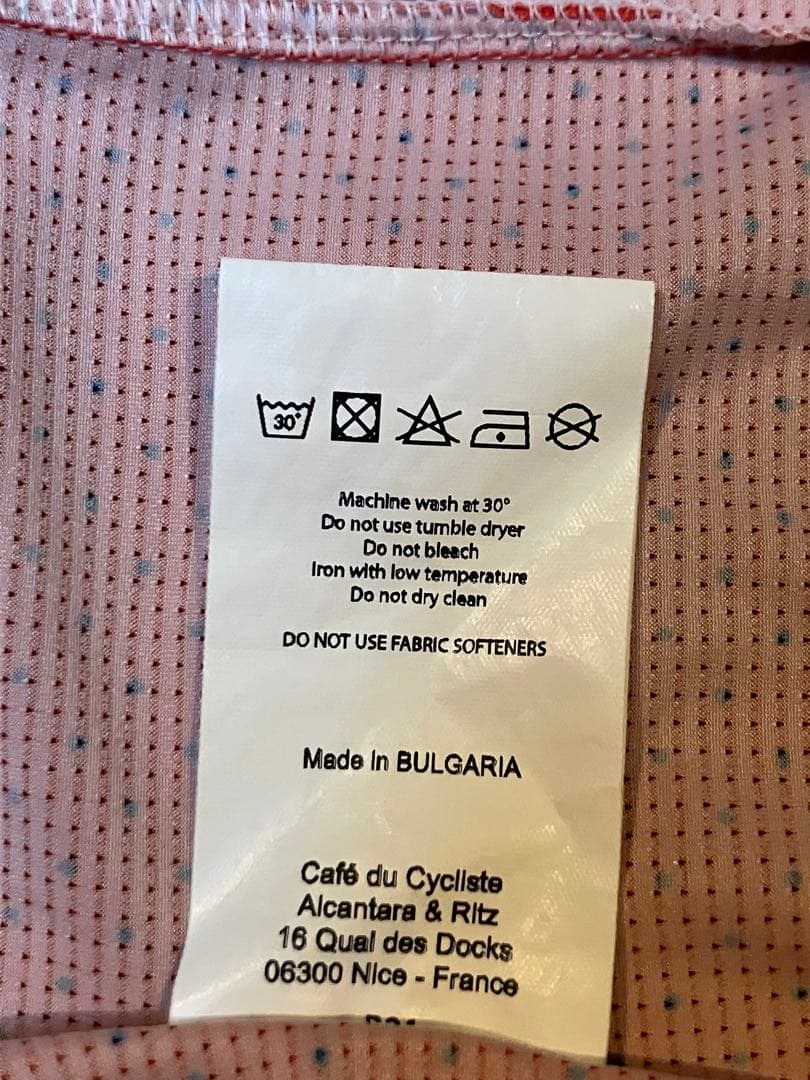 30°
Machine wash at 30°
Do not use tumble dryer
Do not bleach
Iron with low temperature
Do not dry clean
DO NOT USE FABRIC SOFTENERS
Made in BULGARIA
Café du Cycliste
Alcantara & Ritz
16 Quai des Docks
06300 Nice - France